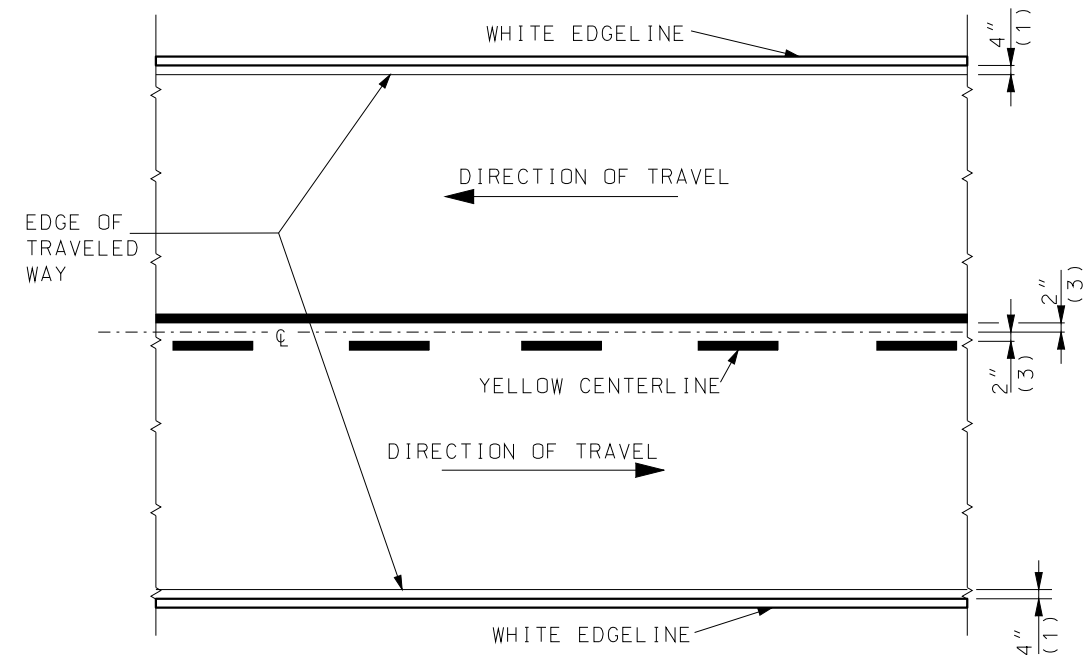 WHITE EDGELINE
4"
(1)
DIRECTION OF TRAVEL
EDGE OF
TRAVELED
WAY
2"
(3)
℄
2"
(3)
YELLOW CENTERLINE
DIRECTION OF TRAVEL
WHITE EDGELINE
4"
(1)